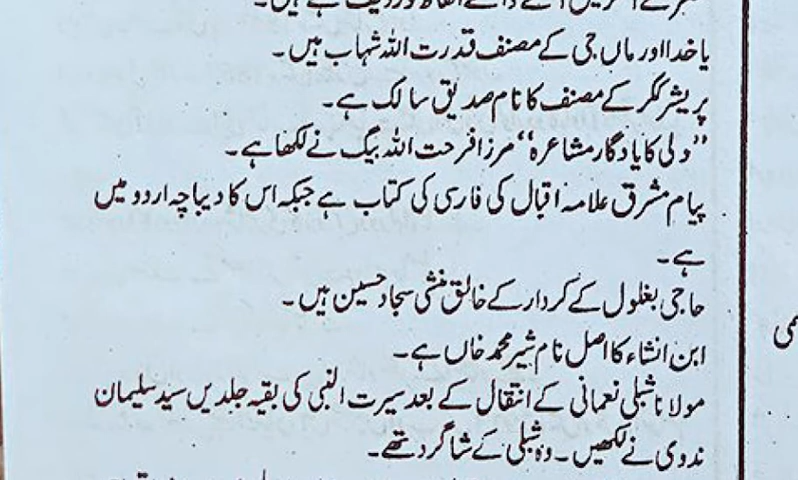 یا خدا اور ماں جی کے مصنف قدرت اللہ شہاب ہیں۔
پریشر ککر کے مصنف کا نام صدیق سالک ہے۔
”دلی کا یادگار مشاعرہ“ مرزا فرحت اللہ بیگ نے لکھا ہے۔
پیام مشرق علامہ اقبال کی فارسی کی کتاب ہے جبکہ اس کا دیباچہ اردو میں
ہے۔
حاجی بغلول کے کردار کے خالق منشی سجاد حسین ہیں۔
ابن انشاء کا اصل نام شیر محمد خاں ہے۔
مولانا شبلی نعمانی کے انتقال کے بعد سیرت النبی کی بقیہ جلدیں سید سلیمان
ندوی نے لکھیں۔ وہ شبلی کے شاگرد تھے۔